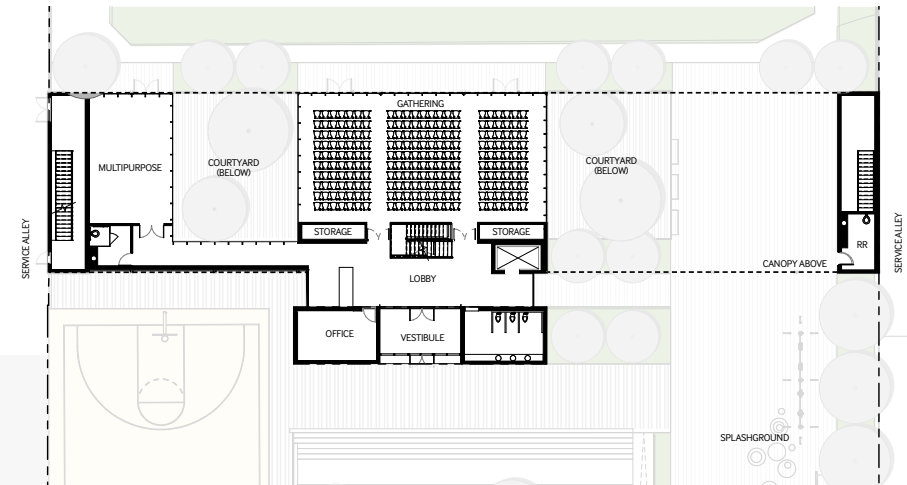 GATHERING
MULTIPURPOSE
COURTYARD
(BELOW)
COURTYARD
(BELOW)
SERVICE ALLEY
STORAGE
STORAGE
SERVICE ALLEY
RR
CANOPY ABOVE
LOBBY
OFFICE
VESTIBULE
SPLASHGROUND